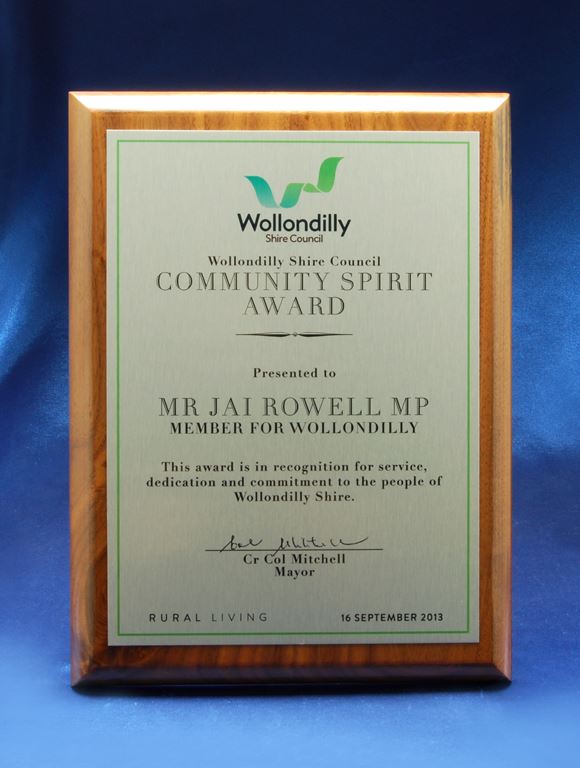 Wollondilly
Shire Council
Wollondilly Shire Council
COMMUNITY SPIRIT
AWARD
Presented to
MR JAI ROWELL MP
MEMBER FOR WOLLONDILLY
This award is in recognition for service,
dedication and commitment to the people of
Wollondilly Shire.
Col Mitchell
Cr Col Mitchell
Mayor
RURAL LIVING 16 SEPTEMBER 2013